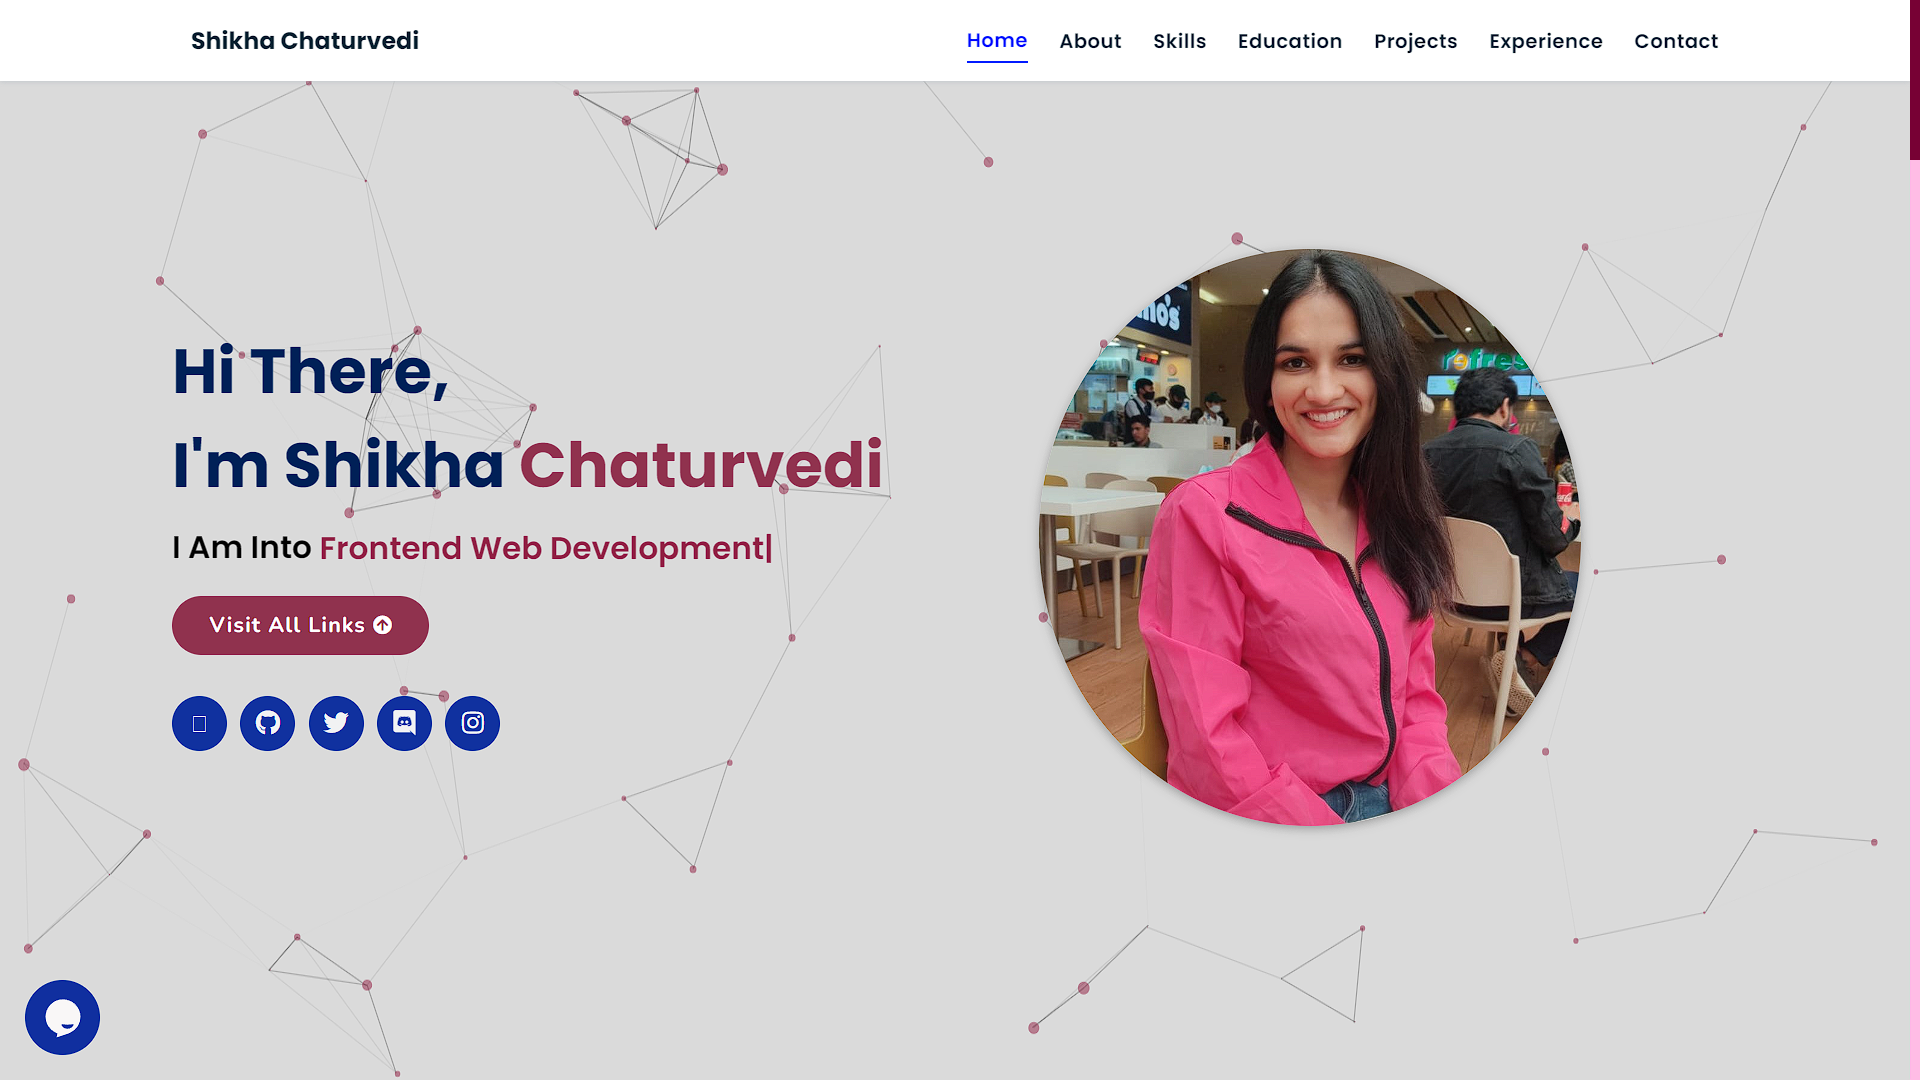 Shikha Chaturvedi
Home About Skills Education Projects Experience Contact
Hi There,
I'm Shikha Chaturvedi
I Am Into Frontend Web Development|
Visit All Links